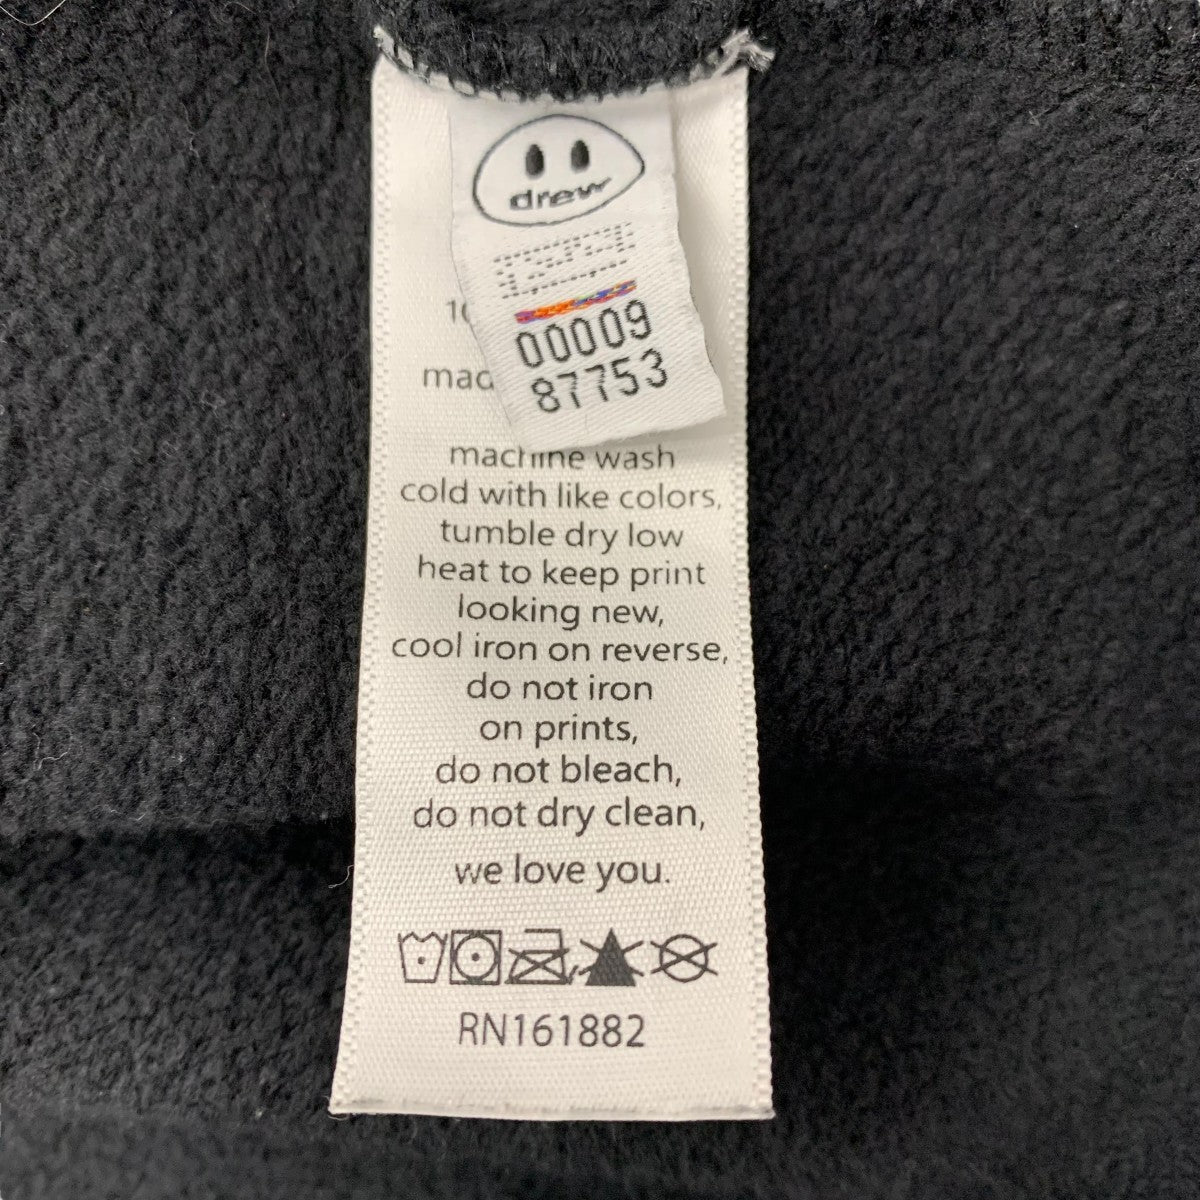 drew
00009
87753
machine wash
cold with like colors,
tumble dry low
heat to keep print
looking new,
cool iron on reverse,
do not iron
on prints,
do not bleach,
do not dry clean,
we love you.
RN161882